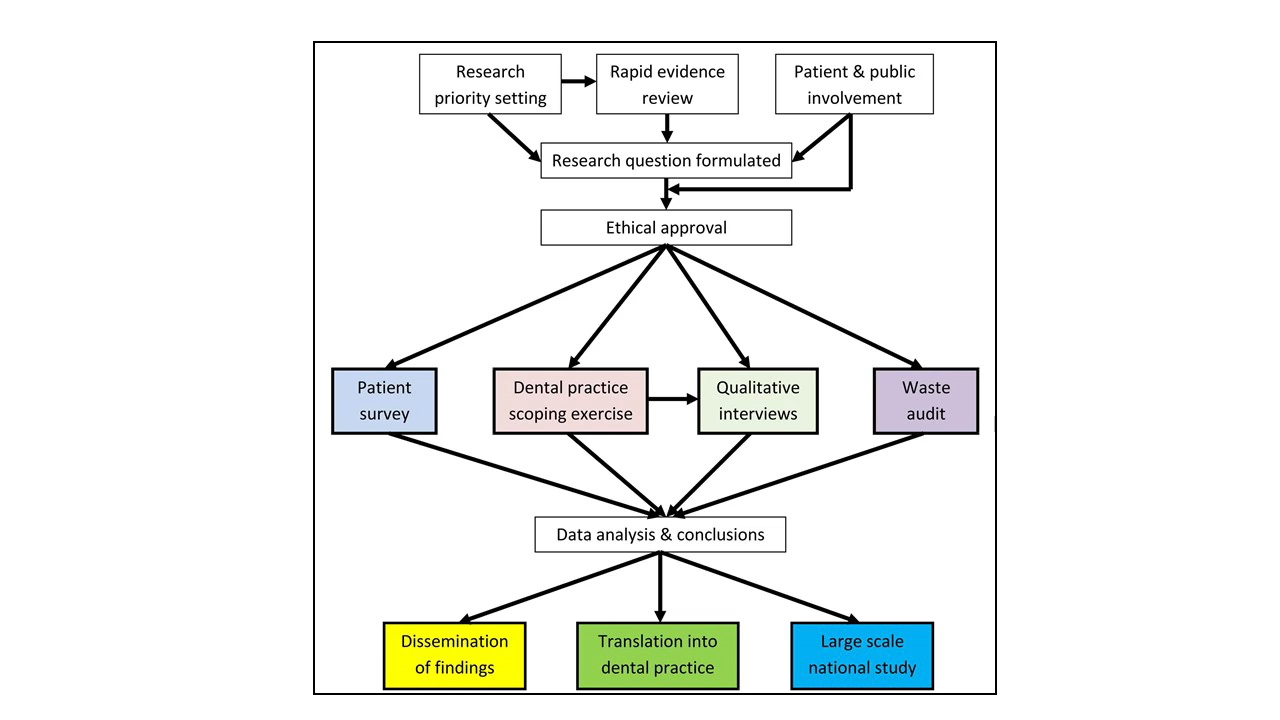 Research
priority setting
Rapid evidence
review
Patient & public
involvement
Research question formulated
Ethical approval
Patient
survey
Dental practice
scoping exercise
Qualitative
interviews
Waste
audit
Data analysis & conclusions
Dissemination
of findings
Translation into
dental practice
Large scale
national study